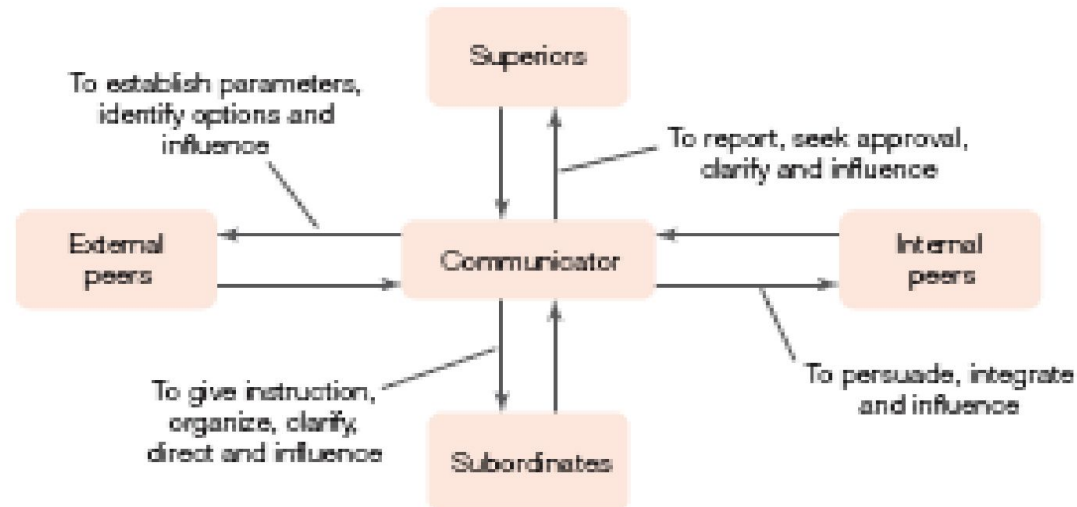 Superiors
To establish parameters,
identify options and
influence
To report, seek approval,
clarify and influence
External
peers
Communicator
Internal
peers
To give instruction,
organize, clarify,
direct and influence
To persuade, integrate
and influence
Subordinates